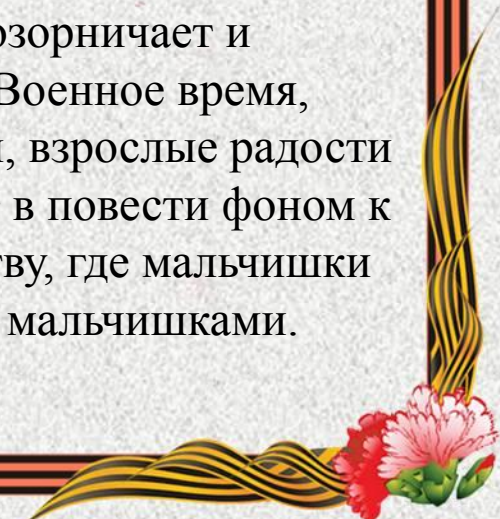 озорничает и
Военное время,
, взрослые радости
в повести фоном к
тву, где мальчишки
мальчишками.